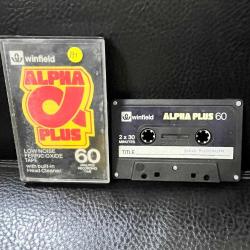 winfield
ALPHA
PLUS
LOW NOISE
FERRIC OXIDE
TAPE
with built-in
Head-Cleaner
60
winfield
ALPHA PLUS 60
2 x 30
MINUTES
TITLE